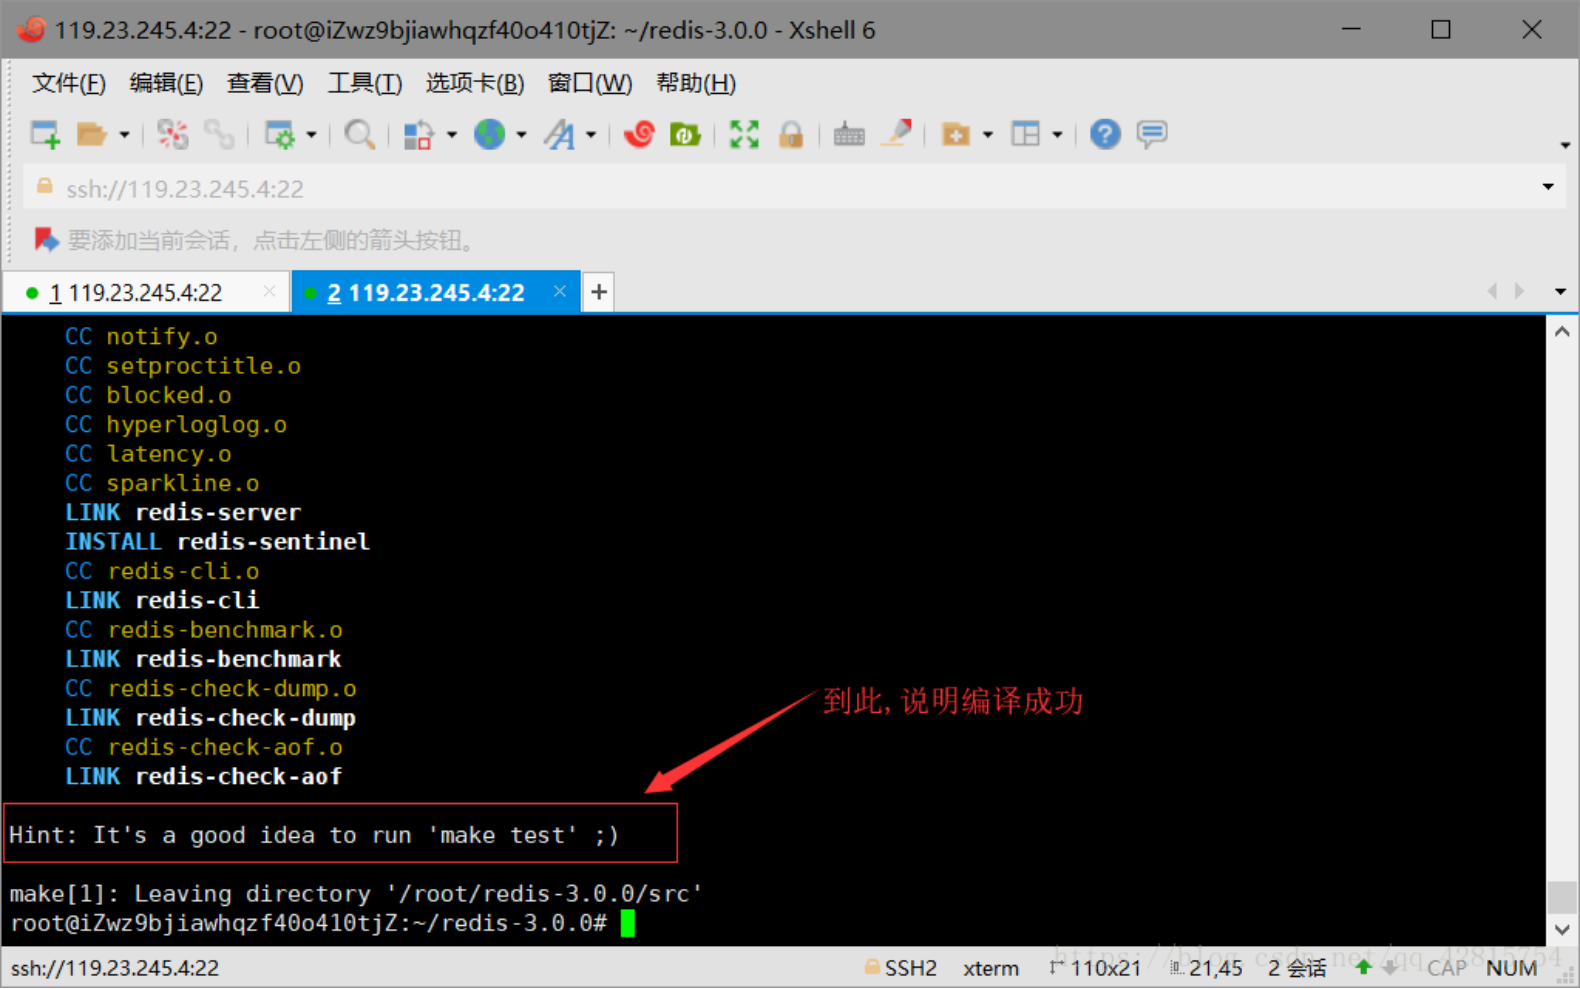 119.23.245.4:22 - root@iZwz9bjiawhqzf40o410tjZ: ~/redis-3.0.0 - Xshell 6
文件(F) 编辑(E) 查看(V) 工具(T) 选项卡(B) 窗口(W) 帮助(H)
ssh://119.23.245.4:22
要添加当前会话，点击左侧的箭头按钮。
1 119.23.245.4:22 2 119.23.245.4:22 +
CC notify.o
CC setproctitle.o
CC blocked.o
CC hyperloglog.o
CC latency.o
CC sparkline.o
LINK redis-server
INSTALL redis-sentinel
CC redis-cli.o
LINK redis-cli
CC redis-benchmark.o
LINK redis-benchmark
CC redis-check-dump.o
到此,说明编译成功
LINK redis-check-dump
CC redis-check-aof.o
LINK redis-check-aof
Hint: It's a good idea to run 'make test' ;)
make[1]: Leaving directory '/root/redis-3.0.0/src'
root@iZwz9bjiawhqzf40o410tjZ:~/redis-3.0.0#
https://blog.csdn.net/qq_42815754
ssh://119.23.245.4:22 SSH2 xterm 110x21 21,45 2 会话 CAP NUM